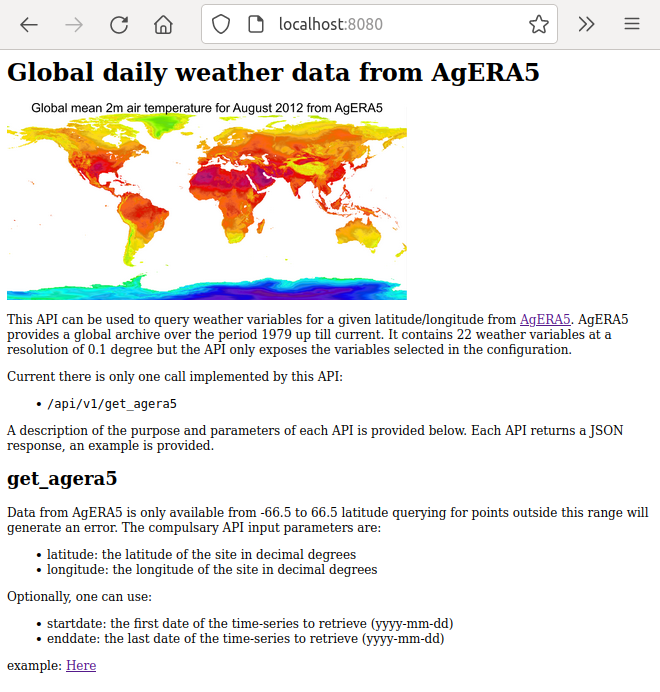 localhost:8080
Global daily weather data from AgERA5
Global mean 2m air temperature for August 2012 from AgERA5
This API can be used to query weather variables for a given latitude/longitude from AgERA5. AgERA5
provides a global archive over the period 1979 up till current. It contains 22 weather variables at a
resolution of 0.1 degree but the API only exposes the variables selected in the configuration.
Current there is only one call implemented by this API:
• /api/v1/get_agera5
A description of the purpose and parameters of each API is provided below. Each API returns a JSON
response, an example is provided.
get_agera5
Data from AgERA5 is only available from -66.5 to 66.5 latitude querying for points outside this range will
generate an error. The compulsary API input parameters are:
• latitude: the latitude of the site in decimal degrees
• longitude: the longitude of the site in decimal degrees
Optionally, one can use:
• startdate: the first date of the time-series to retrieve (yyyy-mm-dd)
• enddate: the last date of the time-series to retrieve (yyyy-mm-dd)
example: Here